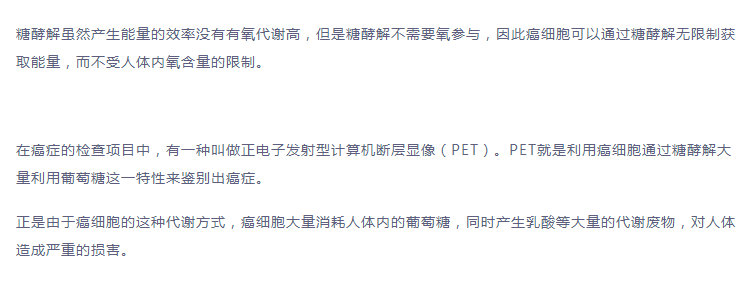 糖酵解虽然产生能量的效率没有有氧代谢高，但是糖酵解不需要氧参与，因此癌细胞可以通过糖酵解无限制获
取能量，而不受人体内氧含量的限制。
在癌症的检查项目中，有一种叫做正电子发射型计算机断层显像（PET）。PET就是利用癌细胞通过糖酵解大
量利用葡萄糖这一特性来鉴别出癌症。
正是由于癌细胞的这种代谢方式，癌细胞大量消耗人体内的葡萄糖，同时产生乳酸等大量的代谢废物，对人体
造成严重的损害。